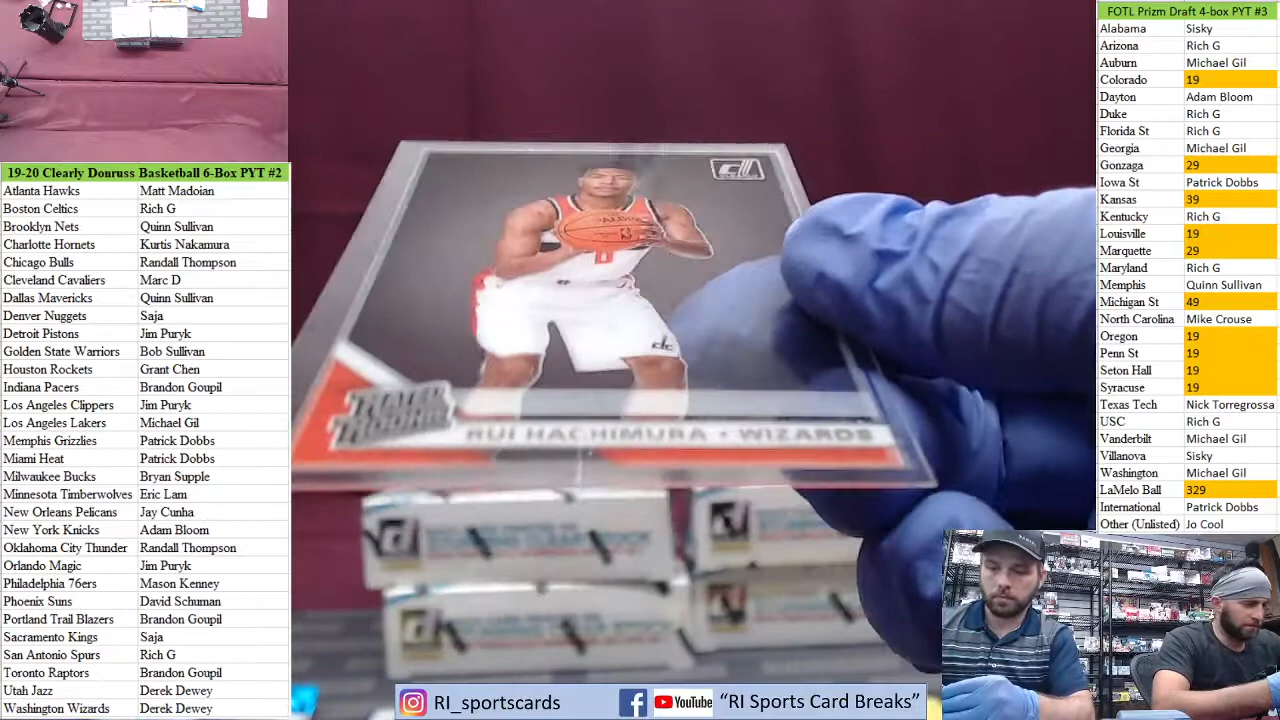 19-20 Clearly Donruss Basketball 6-Box PYT #2
Atlanta Hawks Matt Madoian
Boston Celtics Rich G
Brooklyn Nets Quinn Sullivan
Charlotte Hornets Kurtis Nakamura
Chicago Bulls Randall Thompson
Cleveland Cavaliers Marc D
Dallas Mavericks Quinn Sullivan
Denver Nuggets Saja
Detroit Pistons Jim Puryk
Golden State Warriors Bob Sullivan
Houston Rockets Grant Chen
Indiana Pacers Brandon Goupil
Los Angeles Clippers Jim Puryk
Los Angeles Lakers Michael Gil
Memphis Grizzlies Patrick Dobbs
Miami Heat Patrick Dobbs
Milwaukee Bucks Bryan Supple
Minnesota Timberwolves Eric Lam
New Orleans Pelicans Jay Cunha
New York Knicks Adam Bloom
Oklahoma City Thunder Randall Thompson
Orlando Magic Jim Puryk
Philadelphia 76ers Mason Kenney
Phoenix Suns David Schuman
Portland Trail Blazers Brandon Goupil
Sacramento Kings Saja
San Antonio Spurs Rich G
Toronto Raptors Brandon Goupil
Utah Jazz Derek Dewey
Washington Wizards Derek Dewey
RUI HACHIMURA • WIZARDS
RI_sportscards
YouTube "RI Sports Card Breaks"
FOTL Prizm Draft 4-box PYT #3
Alabama Sisky
Arizona Rich G
Auburn Michael Gil
Colorado 19
Dayton Adam Bloom
Duke Rich G
Florida St Rich G
Georgia Michael Gil
Gonzaga 29
Iowa St Patrick Dobbs
Kansas 39
Kentucky Rich G
Louisville 19
Marquette 29
Maryland Rich G
Memphis Quinn Sullivan
Michigan St 49
North Carolina Mike Crouse
Oregon 19
Penn St 19
Seton Hall 19
Syracuse 19
Texas Tech Nick Torregrossa
USC Rich G
Vanderbilt Michael Gil
Villanova Sisky
Washington Michael Gil
LaMelo Ball 329
International Patrick Dobbs
Other (Unlisted) Jo Cool